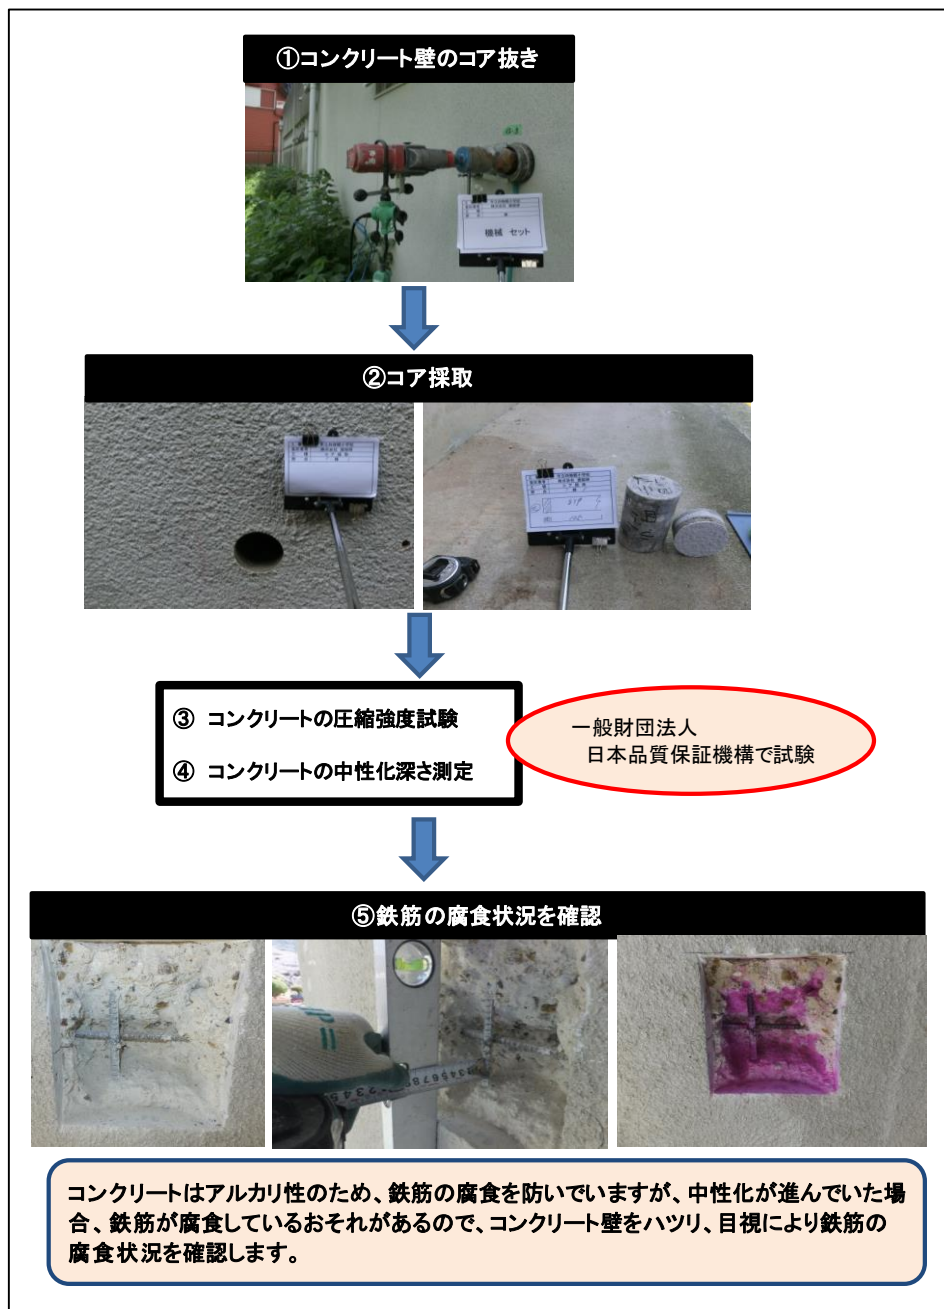 ①コンクリート壁のコア抜き
機械 セット
②コア採取
③ コンクリートの圧縮強度試験
④ コンクリートの中性化深さ測定
一般財団法人
日本品質保証機構で試験
⑤鉄筋の腐食状況を確認
コンクリートはアルカリ性のため、鉄筋の腐食を防いでいますが、中性化が進んでいた場
合、鉄筋が腐食しているおそれがあるので、コンクリート壁をハツリ、目視により鉄筋の
腐食状況を確認します。